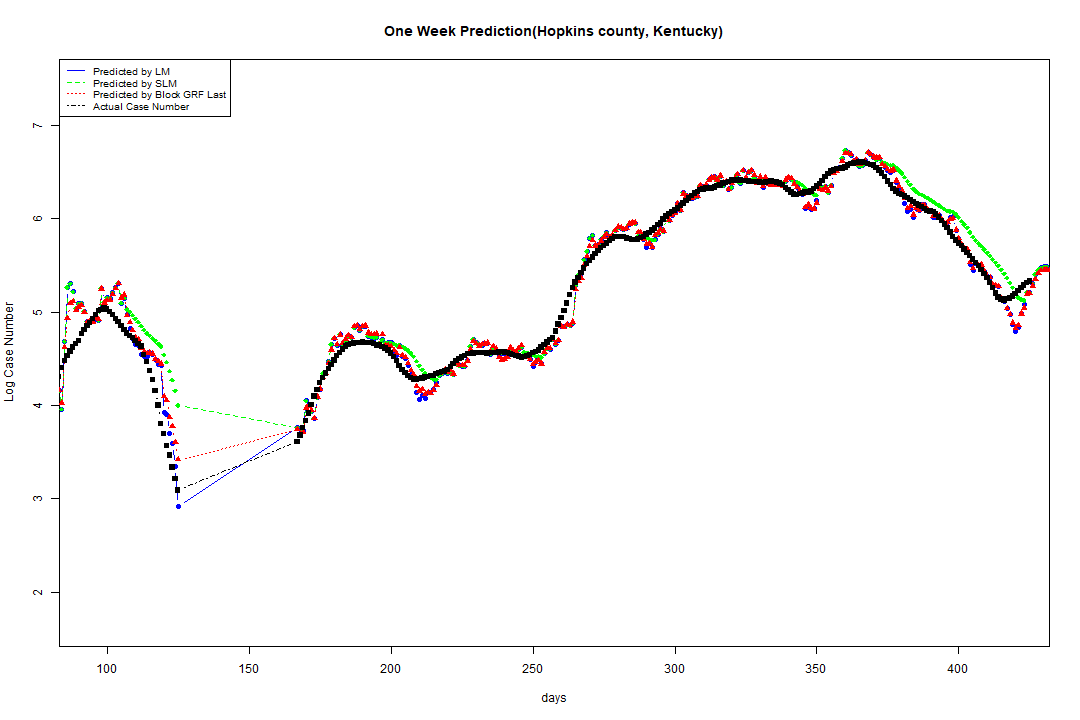 One Week Prediction(Hopkins county, Kentucky)
Predicted by LM
Predicted by SLM
Predicted by Block GRF Last
Actual Case Number
7
6
5
4
3
2
Log Case Number
100 150 200 250 300 350 400
days